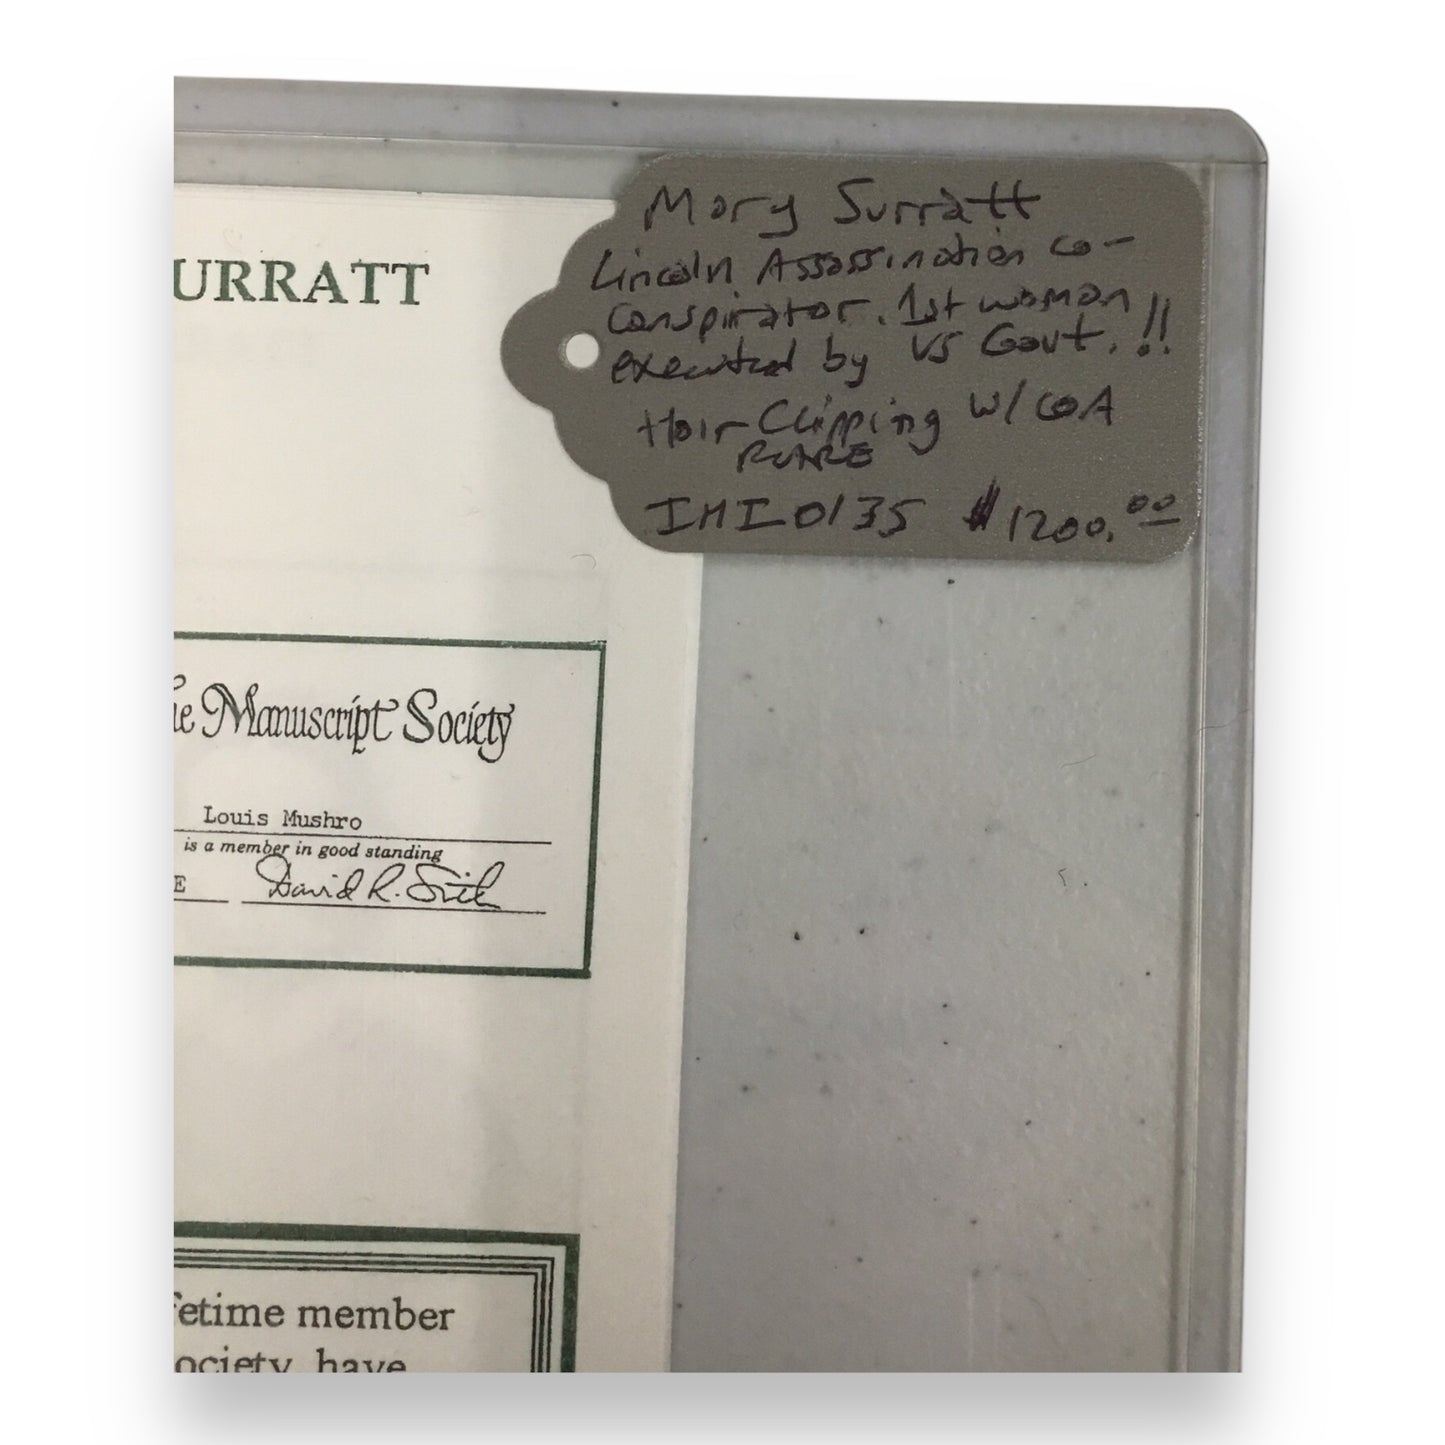 Mary Surratt
Lincoln Assassination co-
conspirator. 1st woman
executed by US Govt. !!
Hair Clipping w/ COA
RARE
IMI0135 $1200.00
URRATT
he Manuscript Society
Louis Mushro
is a member in good standing
E David R. Smith
fetime member
ociety, have